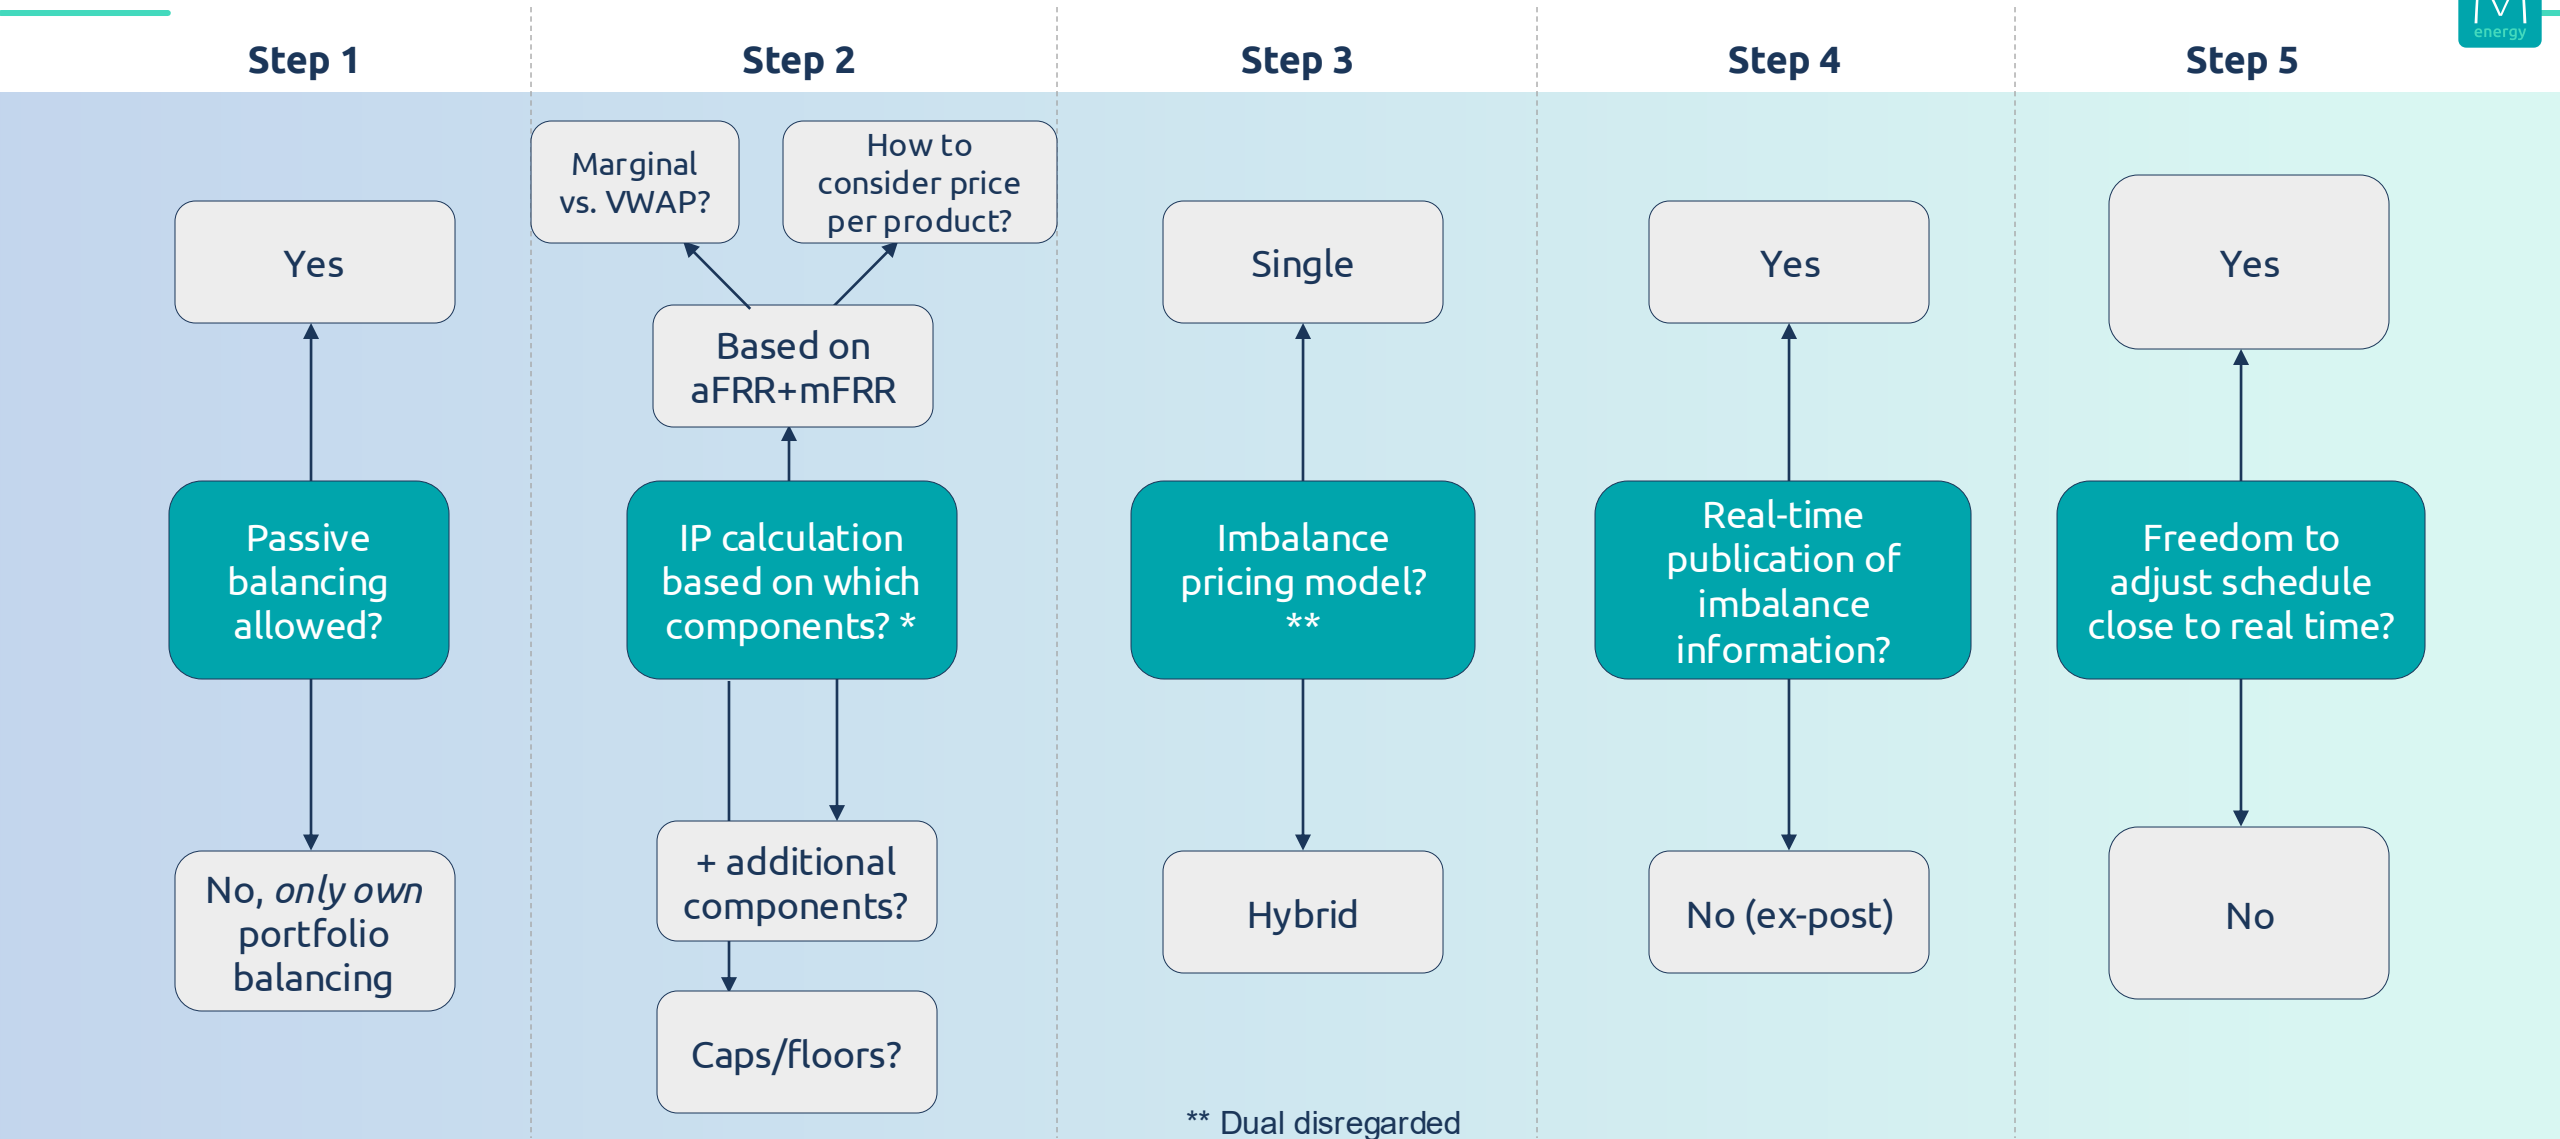 energy
Step 1
Step 2
Step 3
Step 4
Step 5
Yes
Passive
balancing
allowed?
No, only own
portfolio
balancing
Marginal
vs. VWAP?
How to
consider price
per product?
Based on
aFRR+mFRR
IP calculation
based on which
components? *
+ additional
components?
Caps/floors?
Single
Imbalance
pricing model?
**
Hybrid
** Dual disregarded
Yes
Real-time
publication of
imbalance
information?
No (ex-post)
Yes
Freedom to
adjust schedule
close to real time?
No